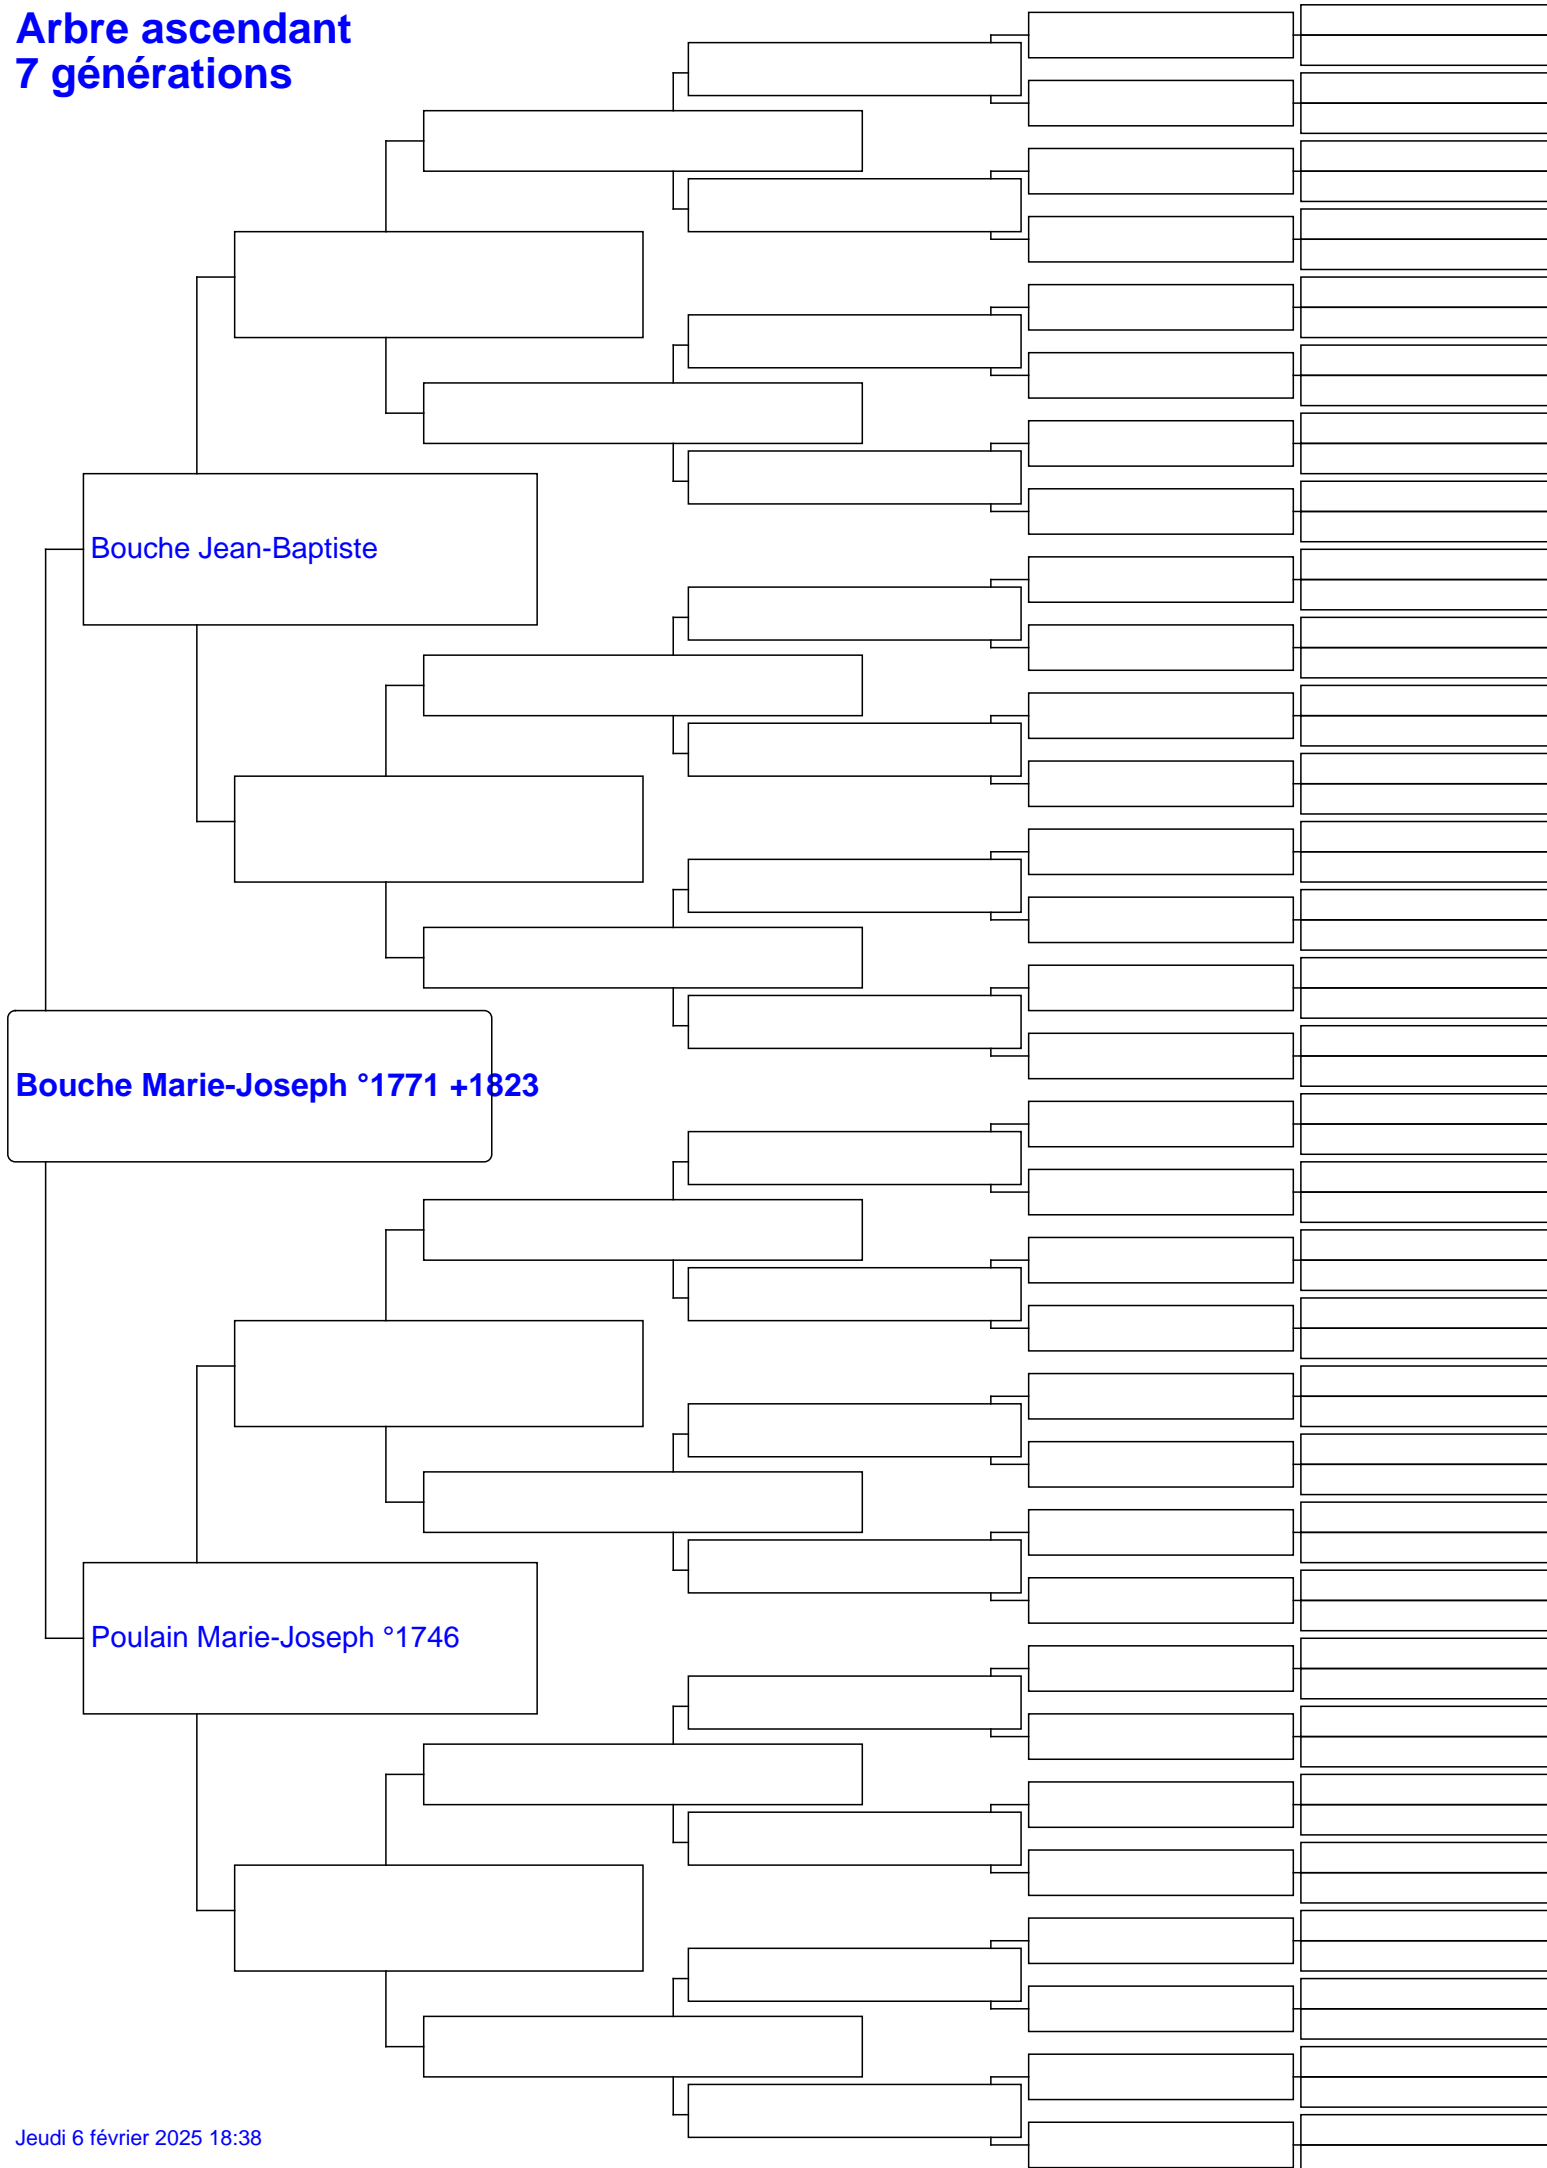 Arbre ascendant
7 générations
Bouche Jean-Baptiste
Bouche Marie-Joseph °1771 +1823
Poulain Marie-Joseph °1746
Jeudi 6 février 2025 18:38